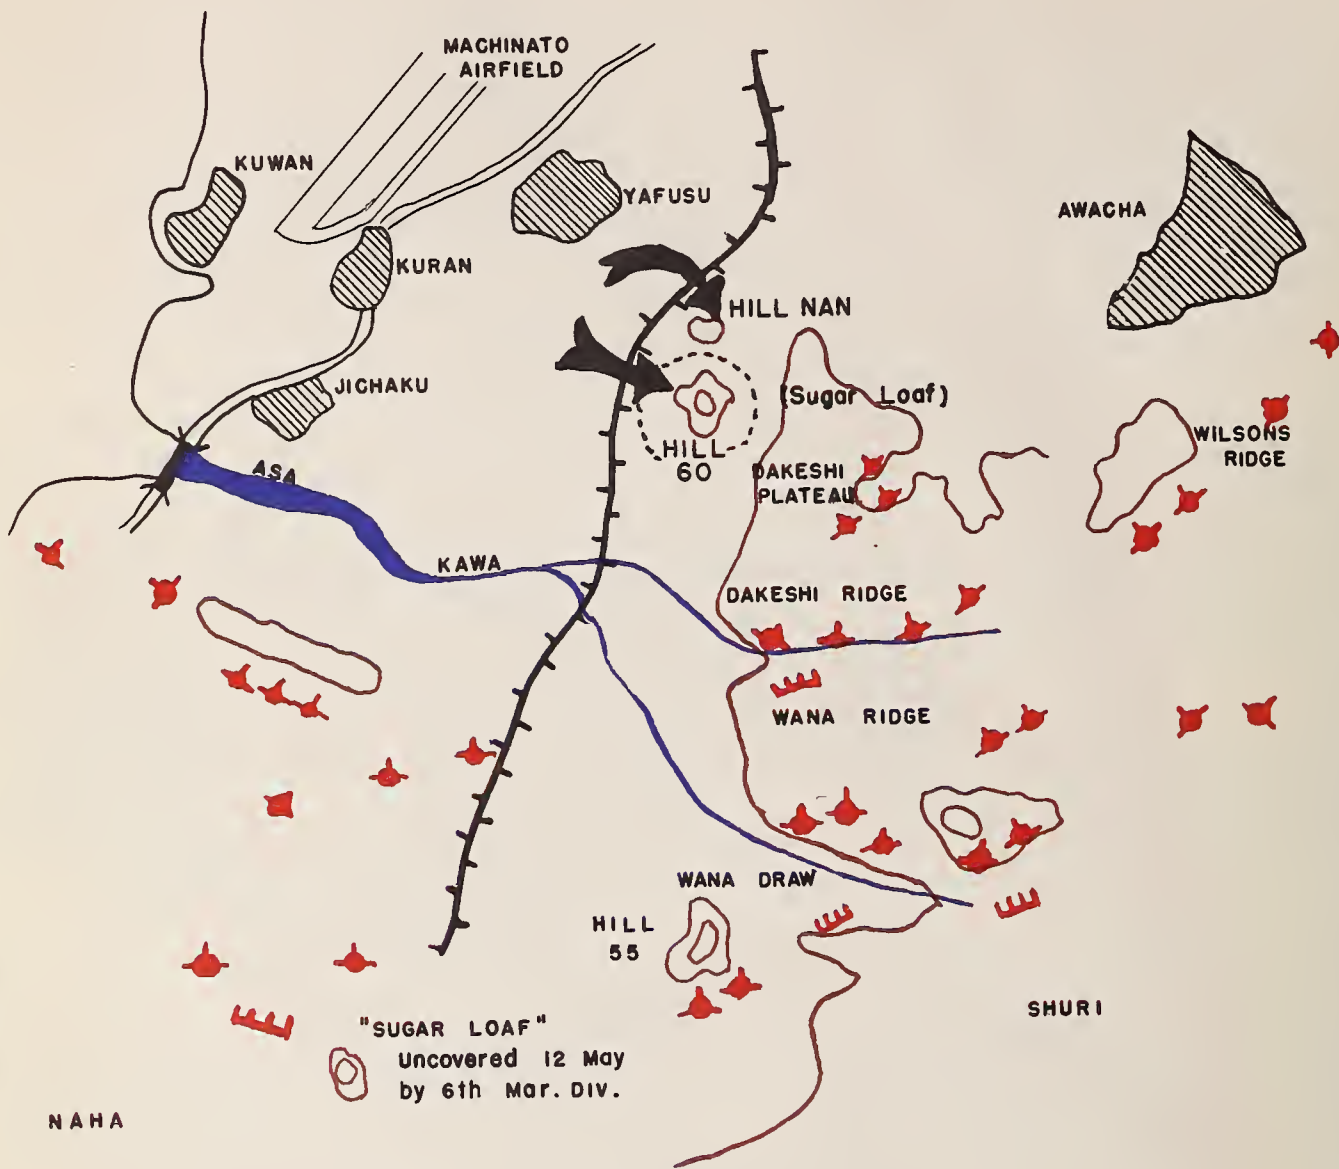 MACHINATO
AIRFIELD
KUWAN
YAFUSU
AWACHA
KURAN
HILL NAN
JICHAKU
(Sugar Loaf)
HILL
60
WILSONS
RIDGE
DAKESHI
PLATEAU
ASA
KAWA
DAKESHI RIDGE
WANA RIDGE
WANA DRAW
HILL
55
SHURI
"SUGAR LOAF"
Uncovered 12 May
by 6th Mar. DIV.
NAHA